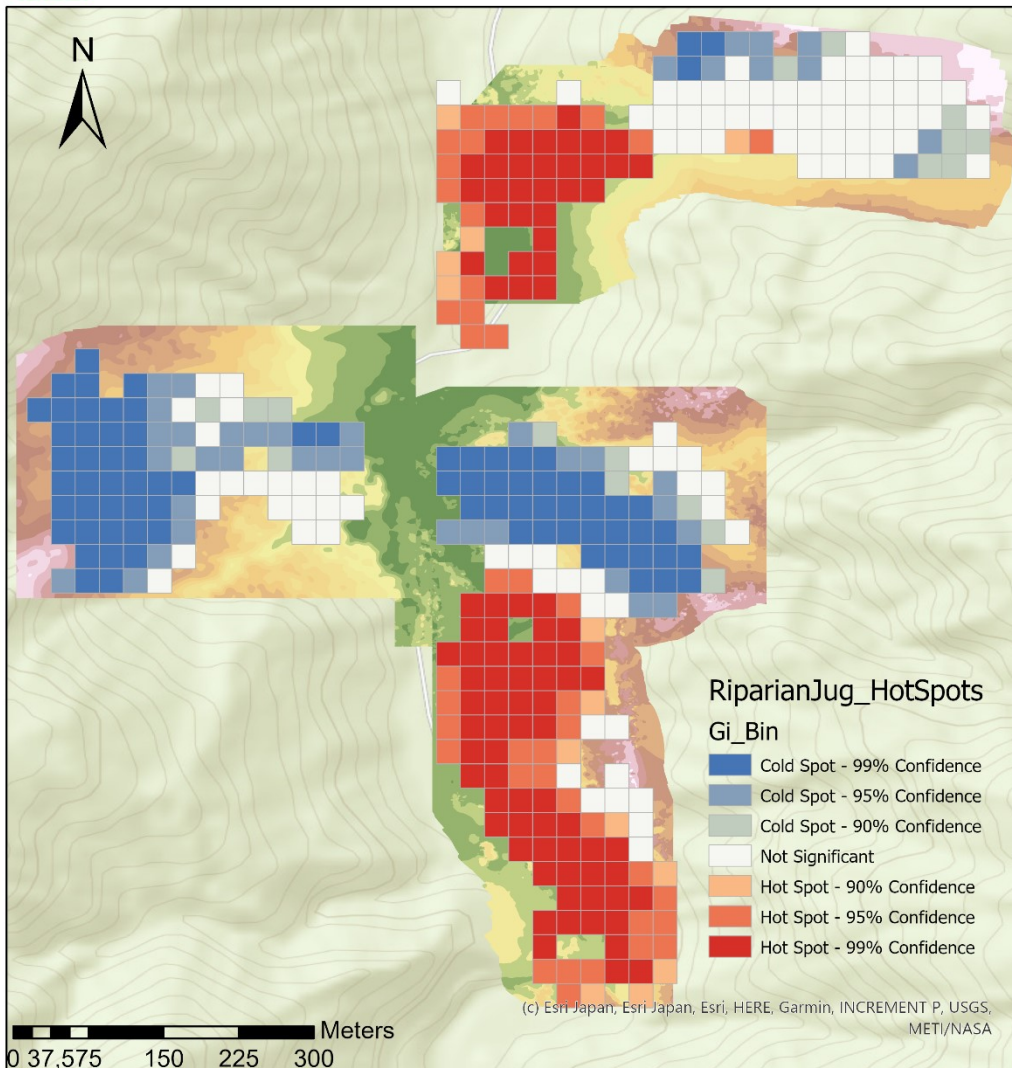 N
RiparianJug_HotSpots
Gi_Bin
Cold Spot - 99% Confidence
Cold Spot - 95% Confidence
Cold Spot - 90% Confidence
Not Significant
Hot Spot - 90% Confidence
Hot Spot - 95% Confidence
Hot Spot - 99% Confidence
(c) Esri Japan, Esri Japan, Esri, HERE, Garmin, INCREMENT P, USGS,
METI/NASA
Meters
0 37,575 150 225 300